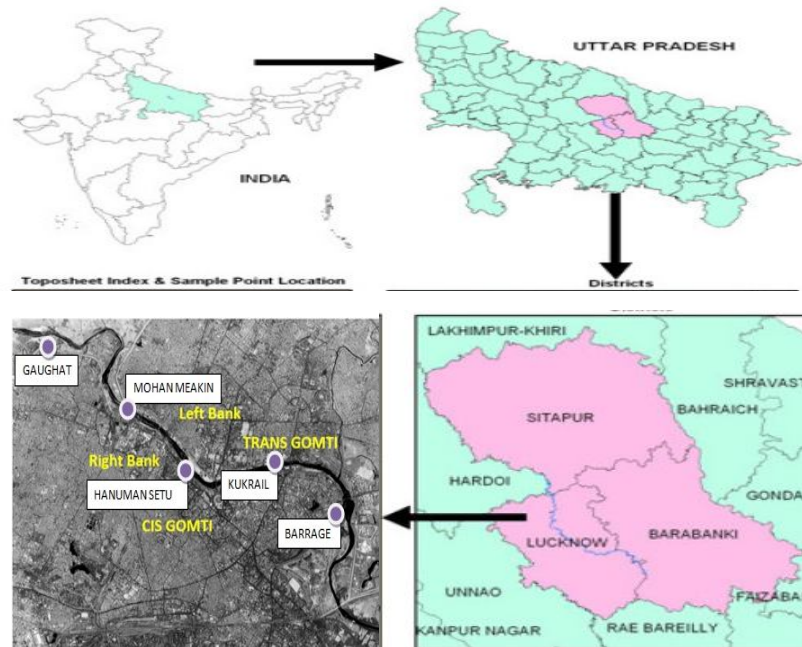 UTTAR PRADESH
INDIA
Toposheet Index & Sample Point Location
Districts
GAUGHAT
MOHAN MEAKIN
Left Bank
TRANS GOMTI
Right Bank
HANUMAN SETU
KUKRAIL
CIS GOMTI
BARRAGE
LAKHIMPUR-KHIRI
SHRAVAST
SITAPUR
BAHRAICH
HARDOI
GONDA
LUCKNOW
BARABANKI
UNNAO
FAIZABA
KANPUR NAGAR
RAE BAREILLY